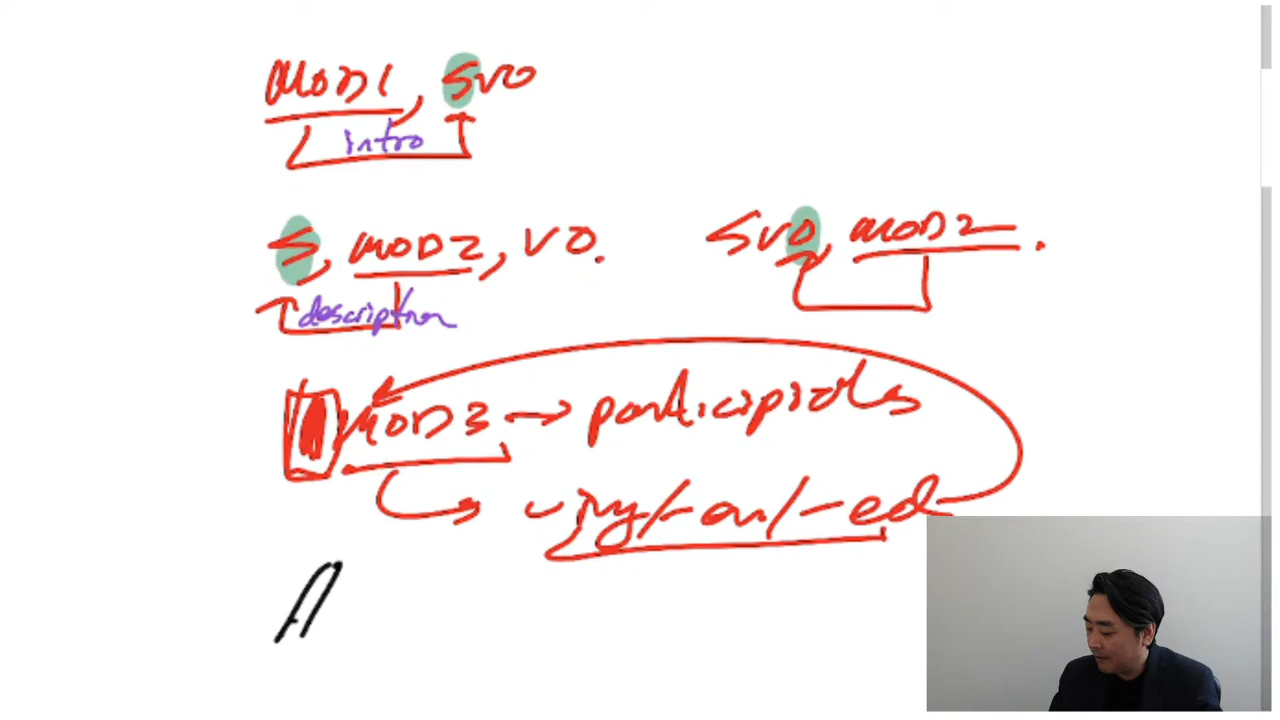 MOD1, SVO
intro
S, MOD2, VO.
SVO, MOD2.
description
MOD3 → participials
-ing/-en/-ed
A